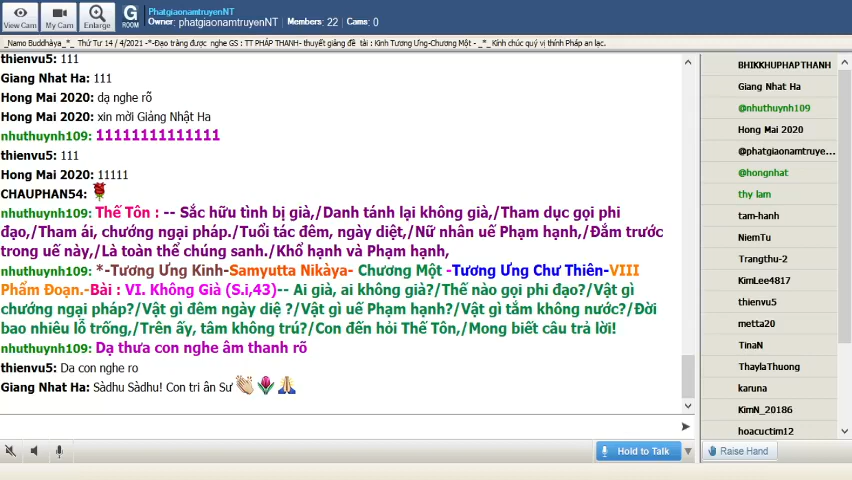 PhatgiaonamtruyenNT
Owner: phatgiaonamtruyenNT Members: 22 Cams: 0
View Cam
My Cam
Enlarge
G
ROOM
_Namo Buddhàya_*_ Thứ Tư 14 / 4/2021 -*-Đạo tràng được nghe GS : TT PHÁP THANH- thuyết giảng đề tài : Kinh Tương Ưng-Chương Một - _*_ Kính chúc quý vị thính Pháp an lạc.
thienvu5: 111
Giang Nhat Ha: 111
Hong Mai 2020: dạ nghe rõ
Hong Mai 2020: xin mời Giảng Nhật Ha
nhuthuynh109: 11111111111111
thienvu5: 111
Hong Mai 2020: 11111
CHAUPHAN54:
nhuthuynh109: Thế Tôn : -- Sắc hữu tình bị già,/Danh tánh lại không già,/Tham dục gọi phi
đạo,/Tham ái, chướng ngại pháp./Tuổi tác đêm, ngày diệt,/Nữ nhân uế Phạm hạnh,/Đắm trước
trong uế này,/Là toàn thể chúng sanh./Khổ hạnh và Phạm hạnh,
nhuthuynh109: *-Tương Ưng Kinh-Samyutta Nikàya- Chương Một -Tương Ưng Chư Thiên-VIII
Phẩm Đoạn.-Bài : VI. Không Già (S.i,43)-- Ai già, ai không già?/Thế nào gọi phi đạo?/Vật gì
chướng ngại pháp?/Vật gì đêm ngày diệ ?/Vật gì uế Phạm hạnh?/Vật gì tắm không nước?/Đời
bao nhiêu lỗ trống,/Trên ấy, tâm không trú?/Con đến hỏi Thế Tôn,/Mong biết câu trả lời!
nhuthuynh109: Dạ thưa con nghe âm thanh rõ
thienvu5: Da con nghe ro
Giang Nhat Ha: Sàdhu Sàdhu! Con tri ân Sư
Hold to Talk
BHIKKHUPHAPTHANH
Giang Nhat Ha
@nhuthuynh109
Hong Mai 2020
@phatgiaonamtruye...
@hongnhat
thy lam
tam-hanh
NiemTu
Trangthu-2
KimLee4817
thienvu5
metta20
TinaN
ThaylaThuong
karuna
KimN_20186
hoacuctim12
Raise Hand